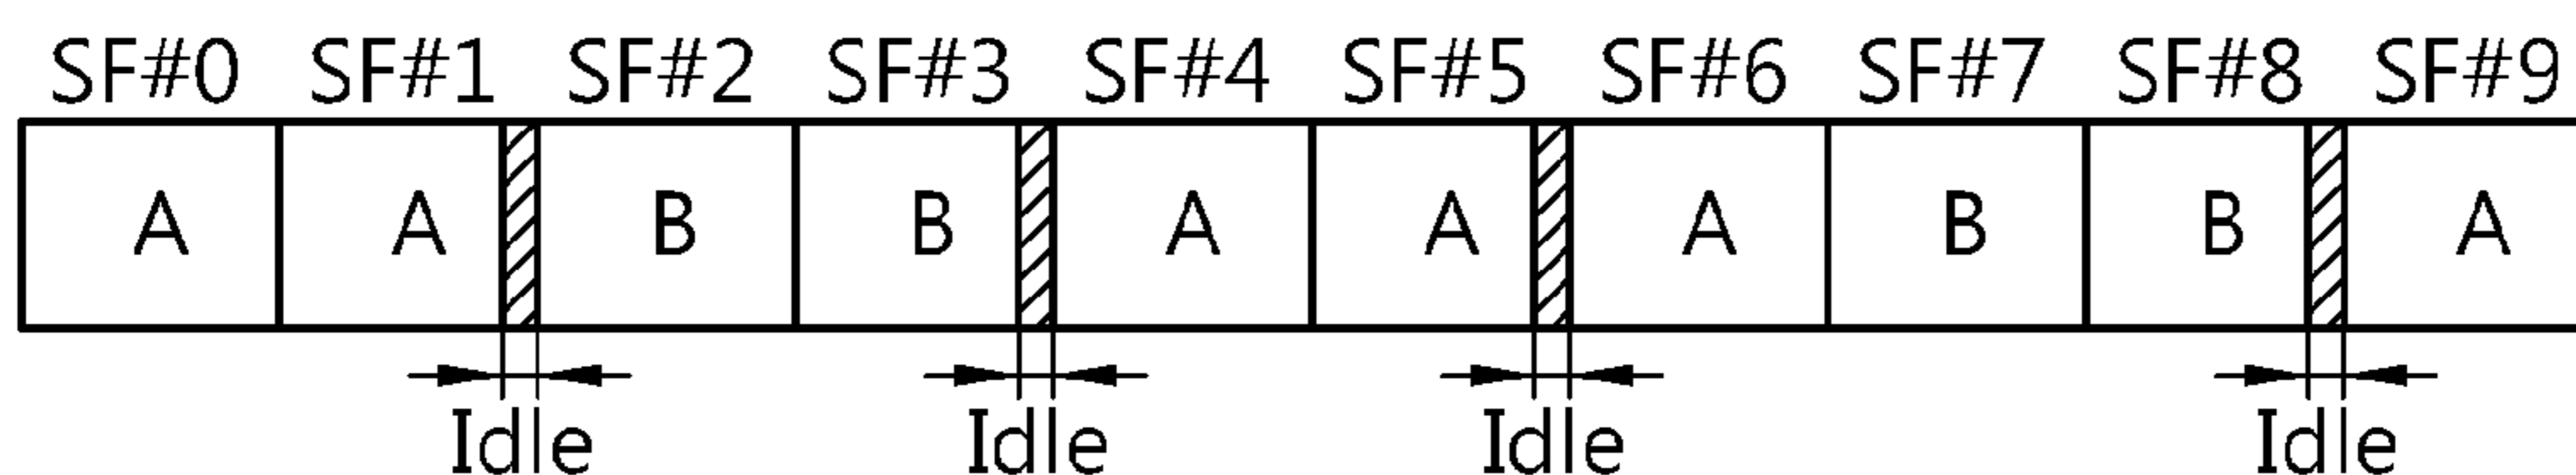 SF#0 SF#1 SF#2 SF#3 SF#4 SF#5 SF#6 SF#7 SF#8 SF#9
A A B B A A A B B A
Idle Idle Idle Idle